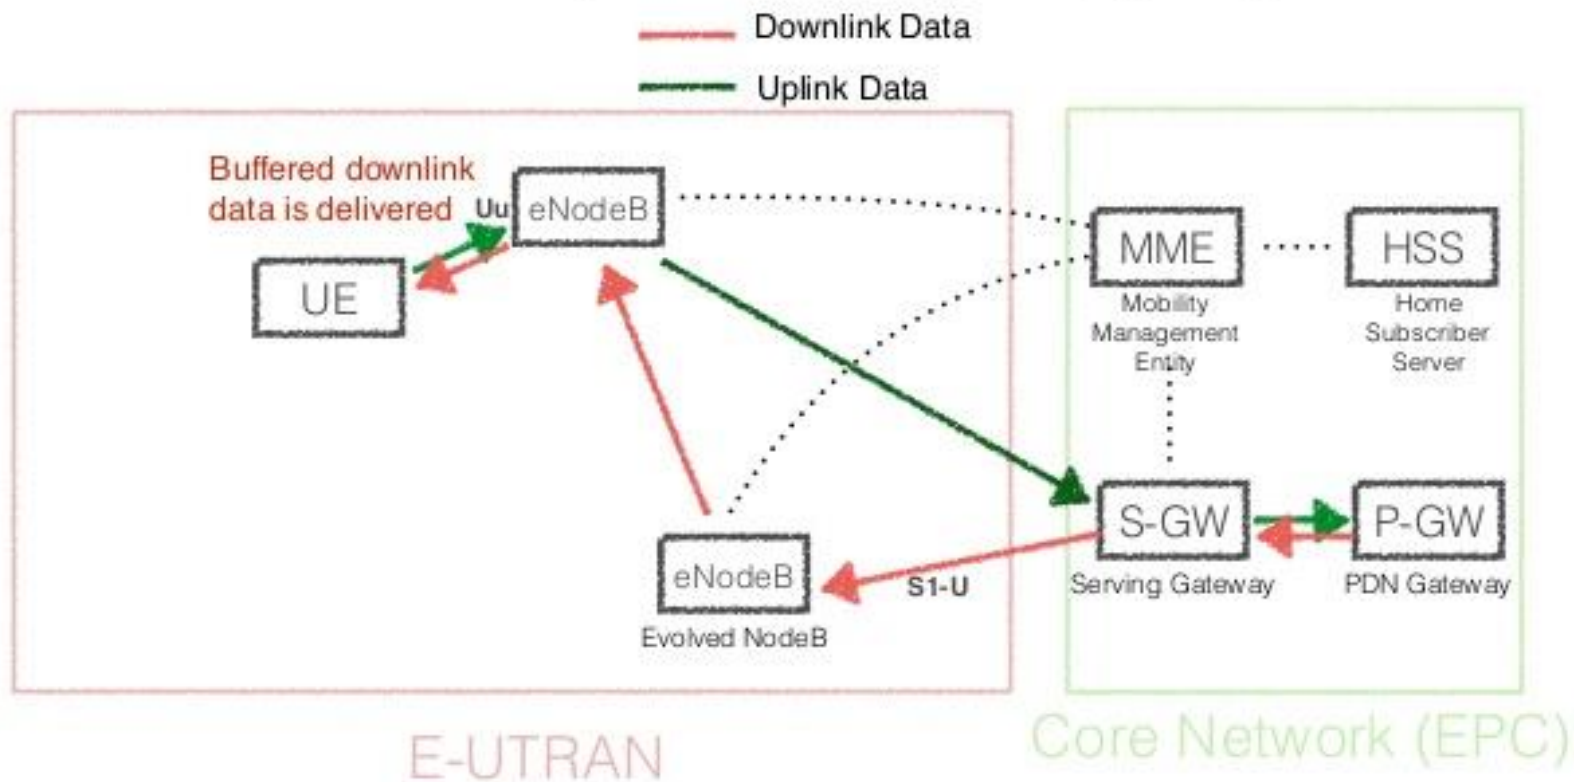 Downlink Data
Uplink Data
Buffered downlink
data is delivered
Uu
eNodeB
UE
MME
Mobility
Management
Entity
HSS
Home
Subscriber
Server
S-GW
Serving Gateway
P-GW
PDN Gateway
S1-U
eNodeB
Evolved NodeB
E-UTRAN
Core Network (EPC)